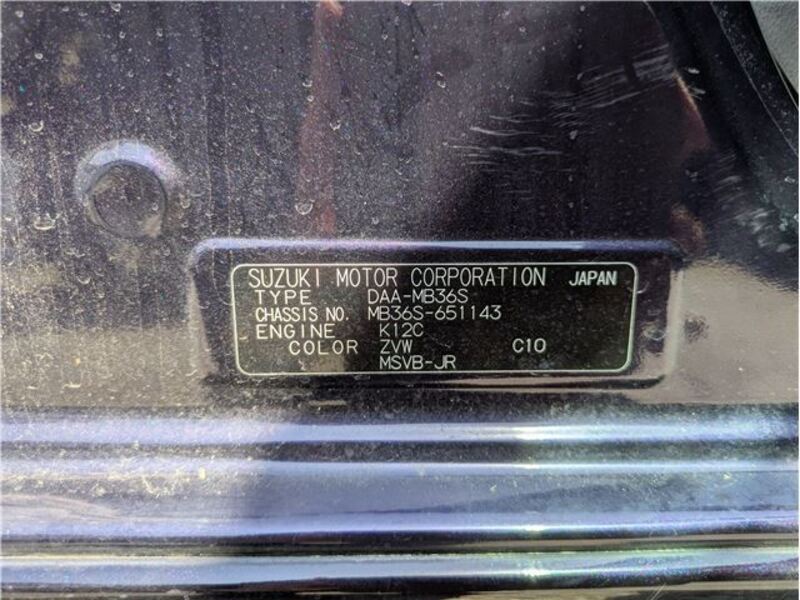 SUZUKI MOTOR CORPORATION JAPAN
TYPE DAA-MB36S
CHASSIS NO. MB36S-651143
ENGINE K12C
COLOR ZVW C10
MSVB-JR